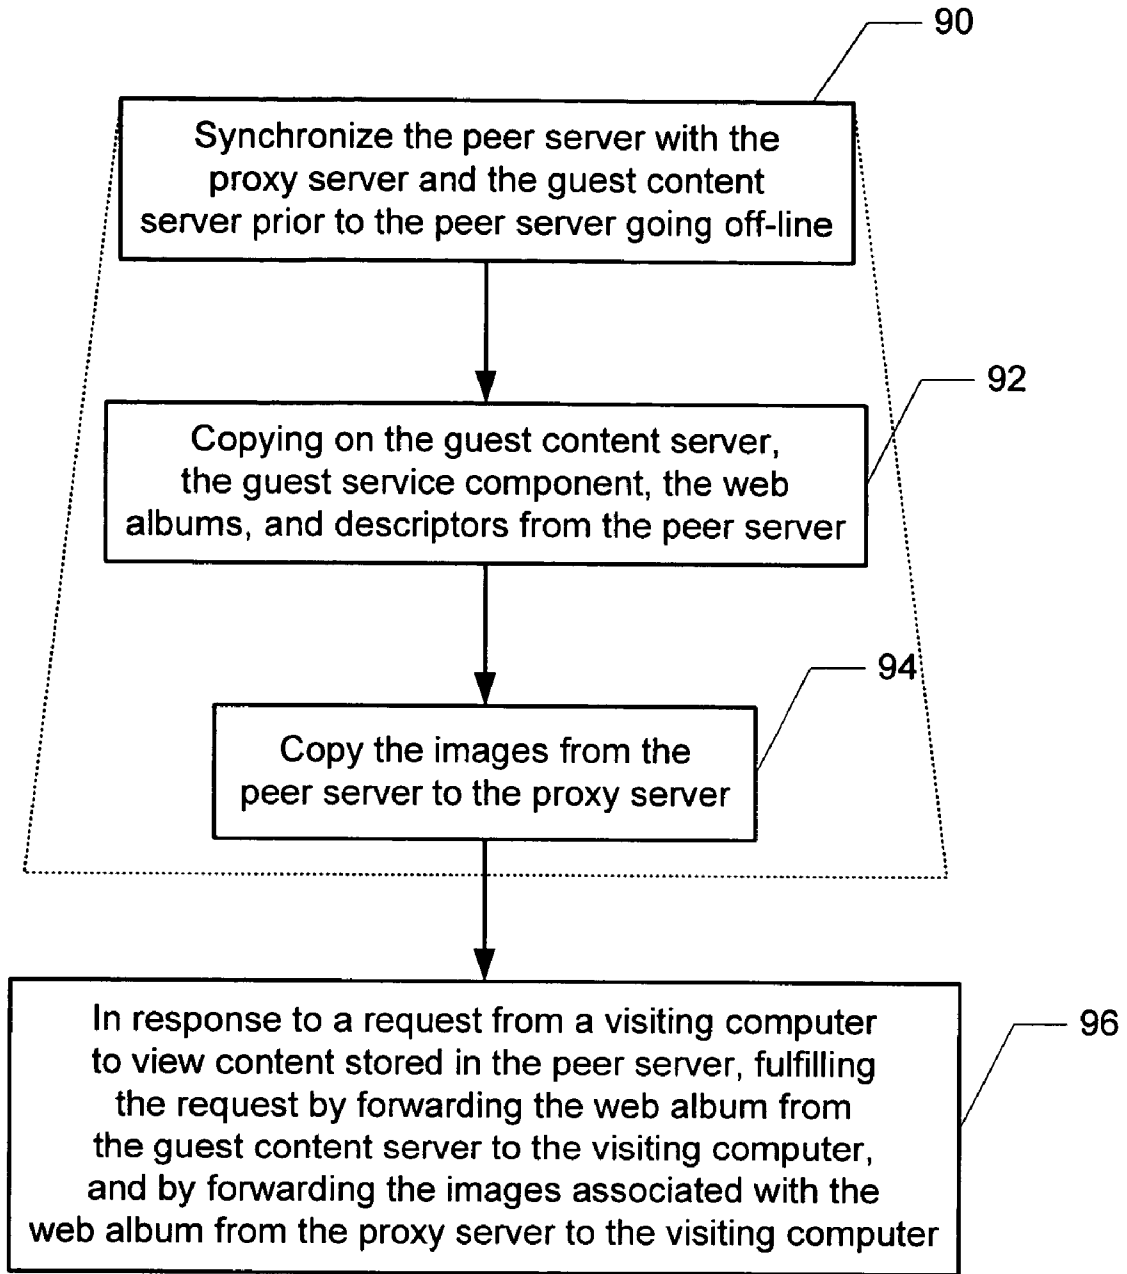 90
Synchronize the peer server with the
proxy server and the guest content
server prior to the peer server going off-line
92
Copying on the guest content server,
the guest service component, the web
albums, and descriptors from the peer server
94
Copy the images from the
peer server to the proxy server
96
In response to a request from a visiting computer
to view content stored in the peer server, fulfilling
the request by forwarding the web album from
the guest content server to the visiting computer,
and by forwarding the images associated with the
web album from the proxy server to the visiting computer